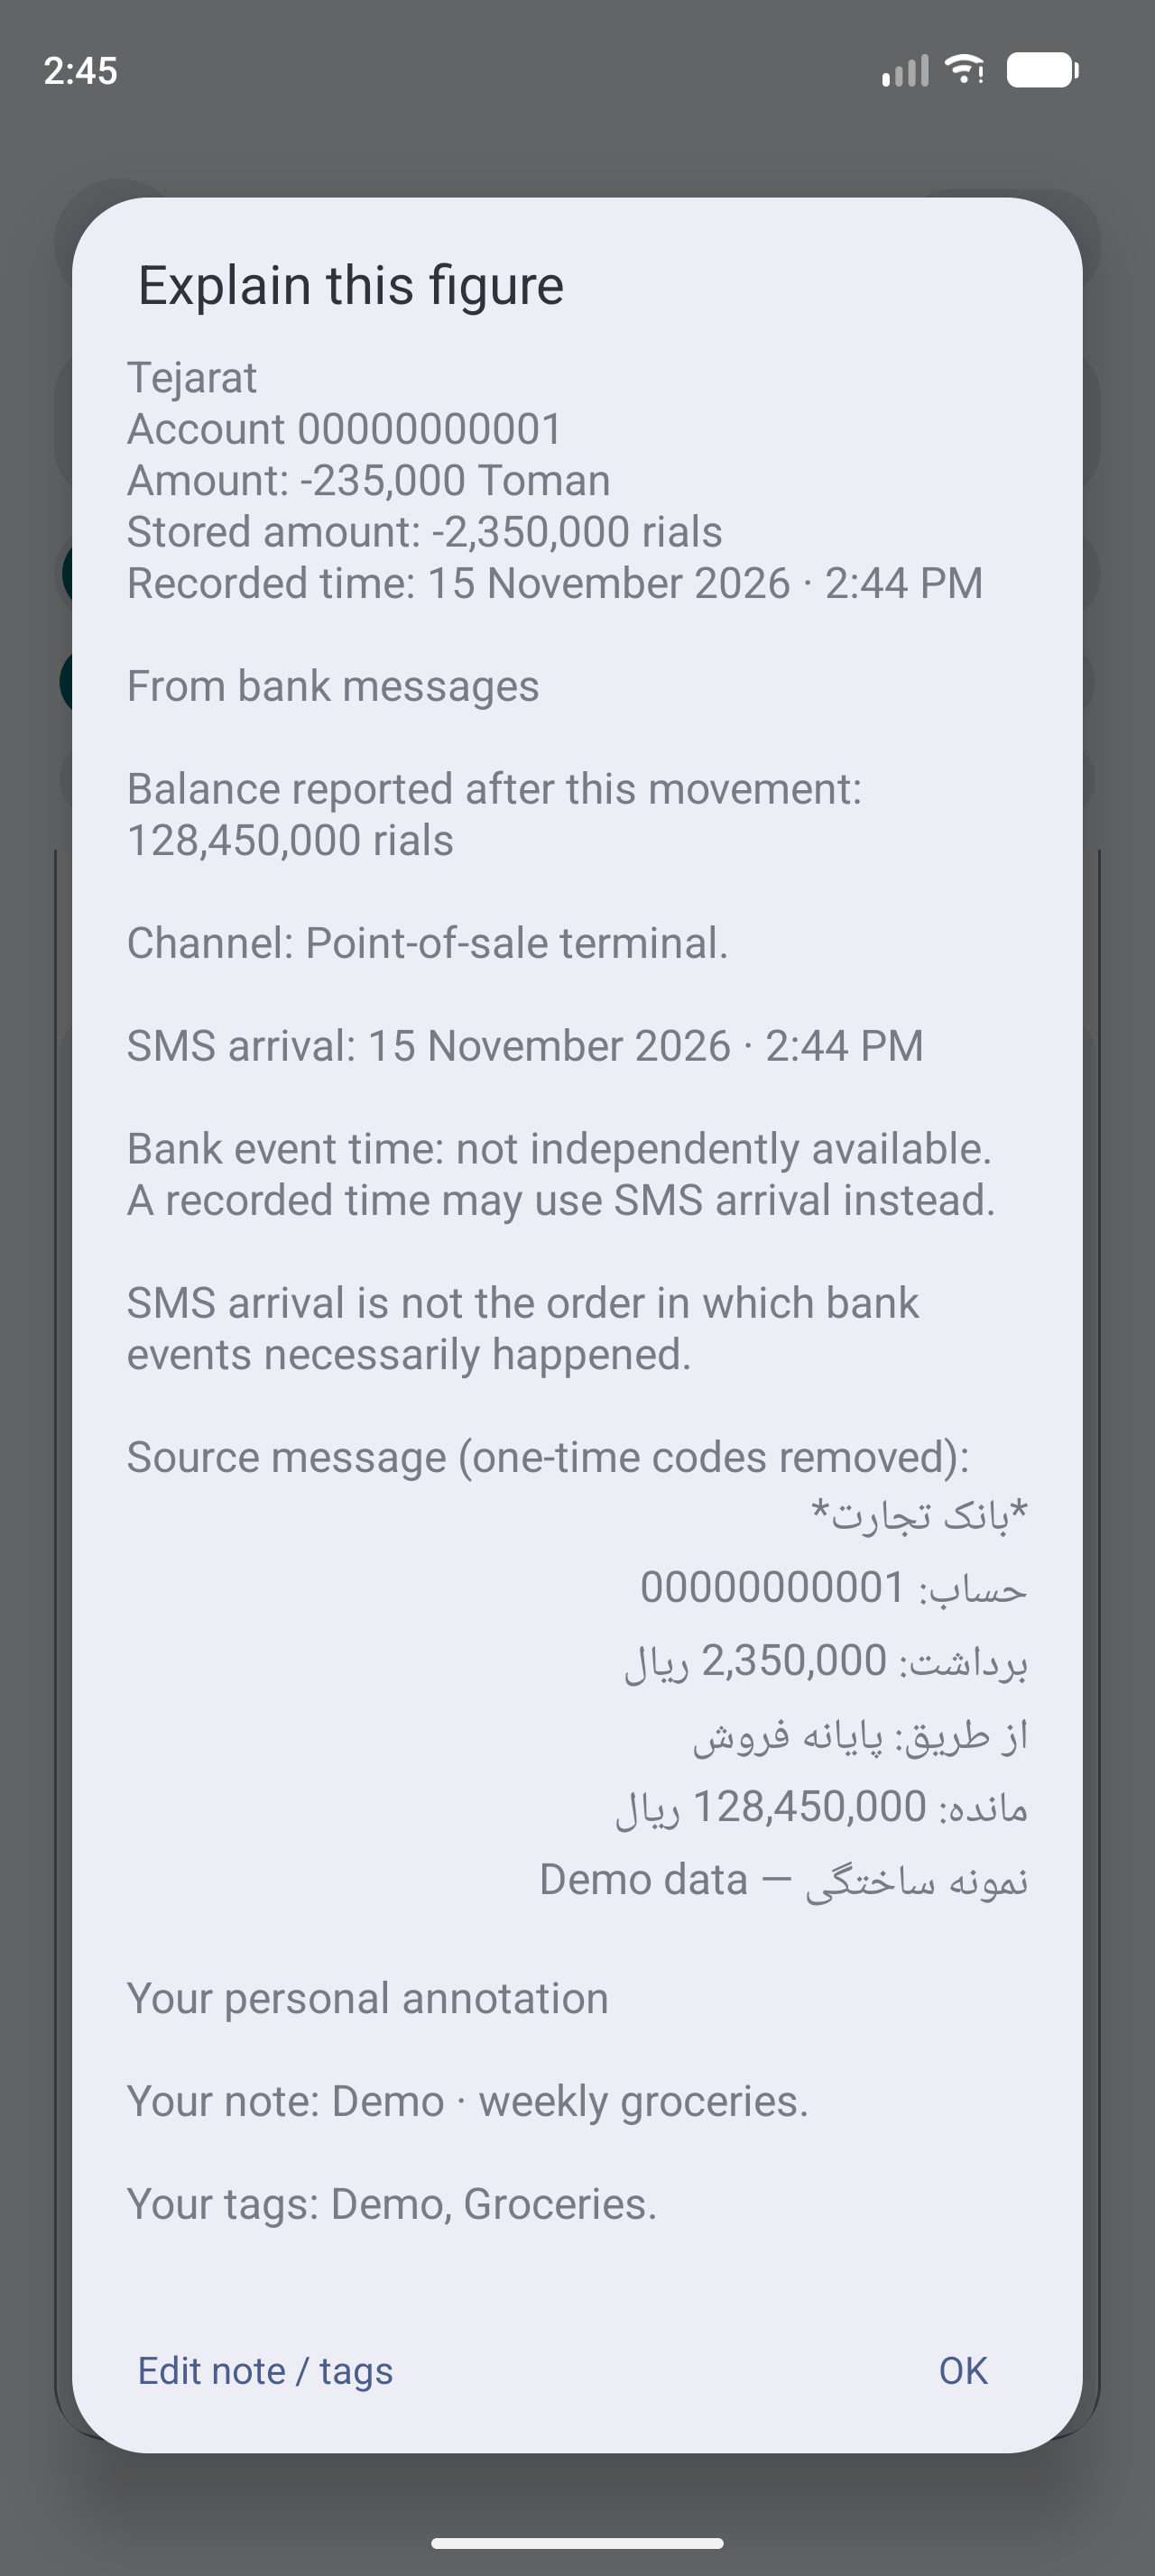 2:45
Explain this figure
Tejarat
Account 00000000001
Amount: -235,000 Toman
Stored amount: -2,350,000 rials
Recorded time: 15 November 2026 · 2:44 PM
From bank messages
Balance reported after this movement:
128,450,000 rials
Channel: Point-of-sale terminal.
SMS arrival: 15 November 2026 · 2:44 PM
Bank event time: not independently available.
A recorded time may use SMS arrival instead.
SMS arrival is not the order in which bank
events necessarily happened.
Source message (one-time codes removed):
*بانک تجارت*
حساب: 00000000001
برداشت: 2,350,000 ریال
از طریق: پایانه فروش
مانده: 128,450,000 ریال
نمونه ساختگی — Demo data
Your personal annotation
Your note: Demo · weekly groceries.
Your tags: Demo, Groceries.
Edit note / tags
OK